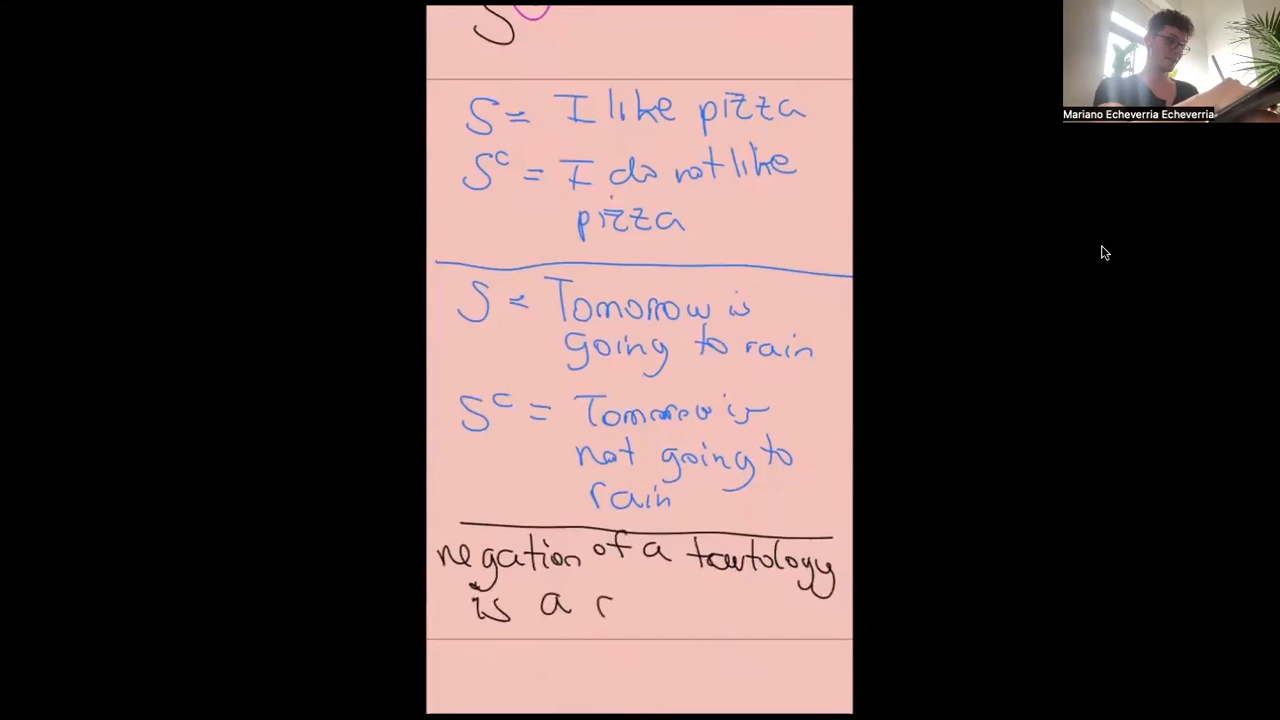 S
S = I like pizza
Sᶜ = I do not like
pizza
S = Tomorrow is
going to rain
Sᶜ = Tomorrow is
not going to
rain
negation of a tautology
is a c
Mariano Echeverria Echeverria